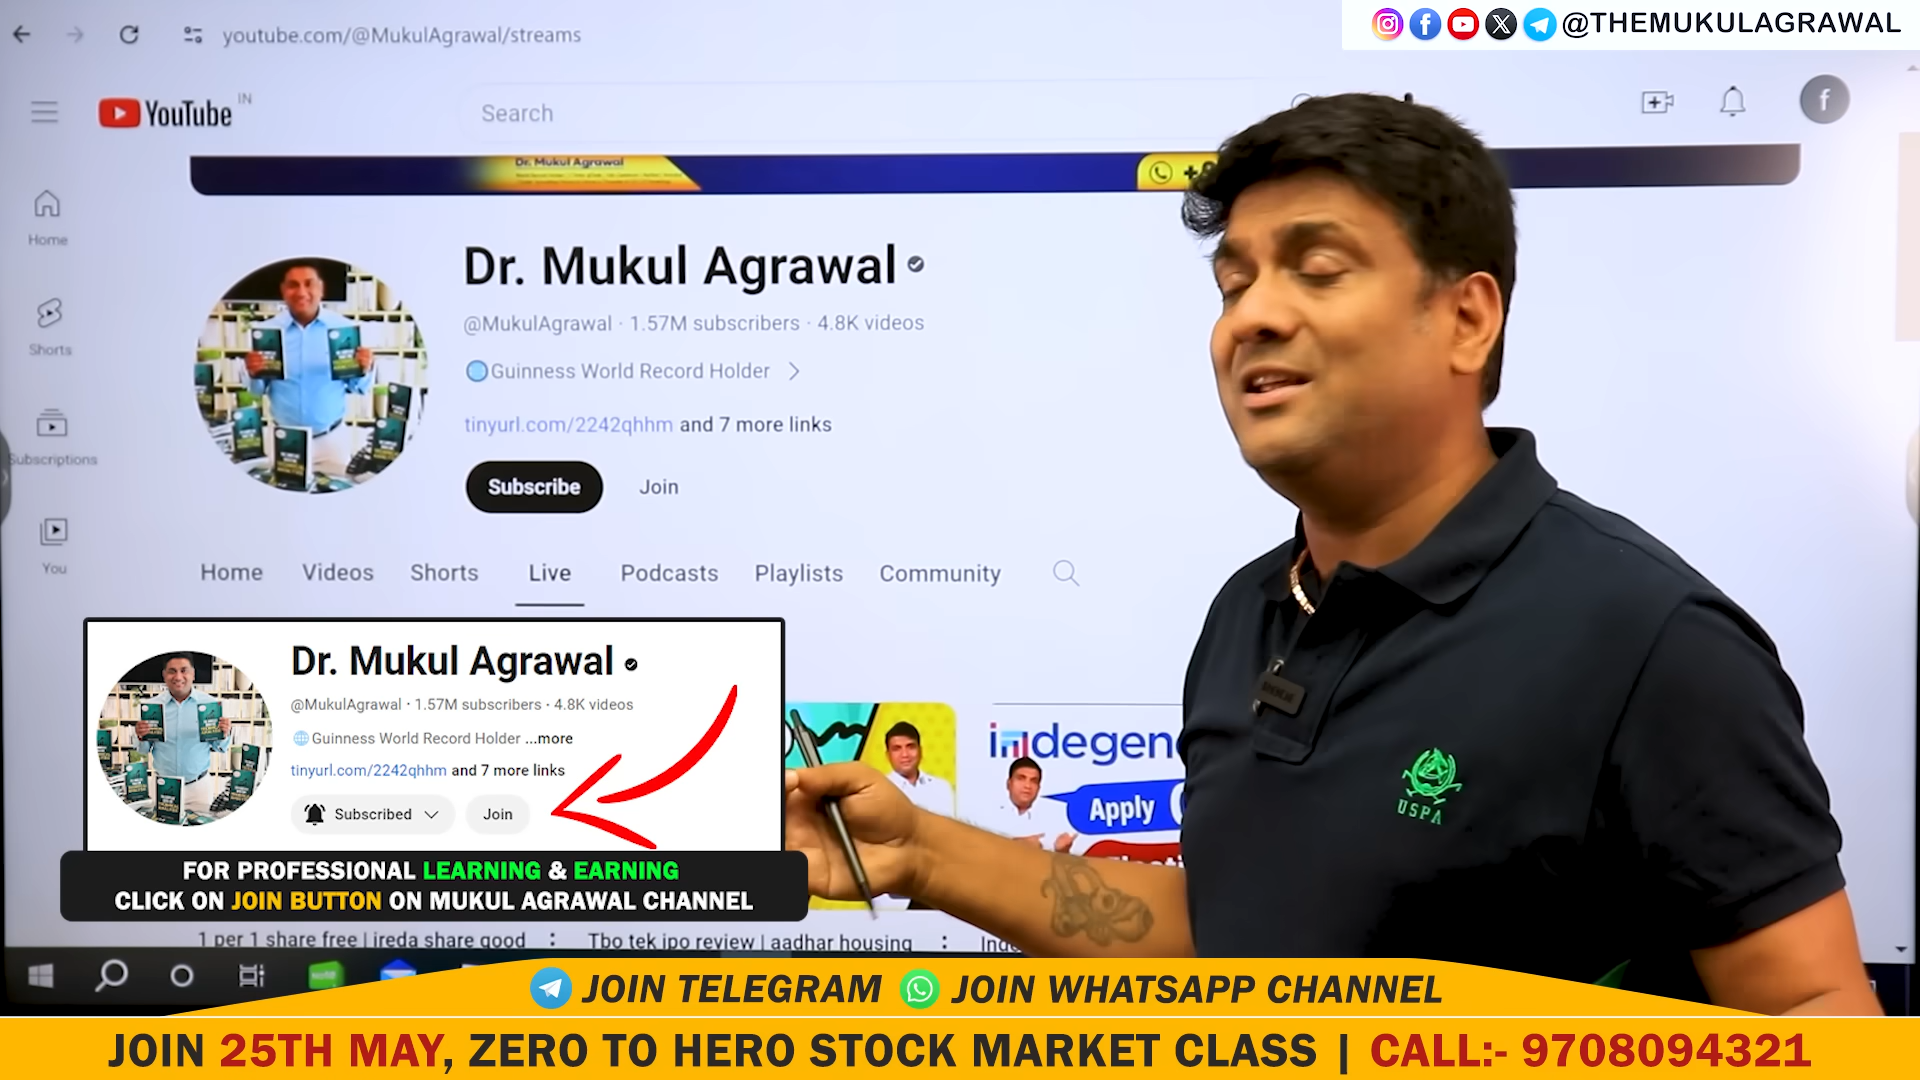 youtube.com/@MukulAgrawal/streams
@THEMUKULAGRAWAL
YouTube IN
Search
f
Dr. Mukul Agrawal
Home
Shorts
Subscriptions
You
Dr. Mukul Agrawal
@MukulAgrawal · 1.57M subscribers · 4.8K videos
Guinness World Record Holder
tinyurl.com/2242qhhm and 7 more links
Subscribe
Join
Home Videos Shorts Live Podcasts Playlists Community
Dr. Mukul Agrawal
@MukulAgrawal · 1.57M subscribers · 4.8K videos
Guinness World Record Holder ...more
tinyurl.com/2242qhhm and 7 more links
Subscribed
Join
indegen
Apply
USPA
FOR PROFESSIONAL LEARNING & EARNING
CLICK ON JOIN BUTTON ON MUKUL AGRAWAL CHANNEL
1 per 1 share free | ireda share good
Tbo tek ipo review | aadhar housing
JOIN TELEGRAM JOIN WHATSAPP CHANNEL
JOIN 25TH MAY, ZERO TO HERO STOCK MARKET CLASS | CALL:- 9708094321